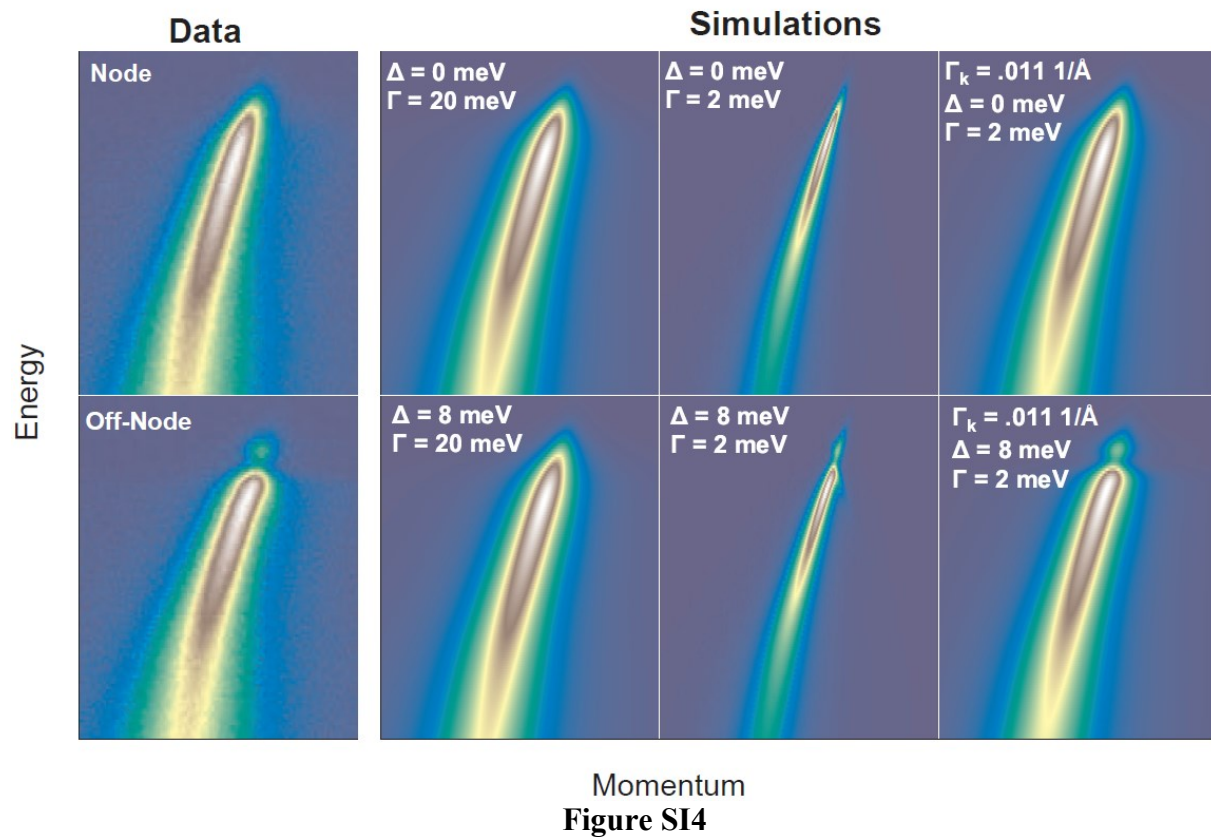 Data
Simulations
Node
Δ = 0 meV
Γ = 20 meV
Δ = 0 meV
Γ = 2 meV
Γk = .011 1/Å
Δ = 0 meV
Γ = 2 meV
Energy
Off-Node
Δ = 8 meV
Γ = 20 meV
Δ = 8 meV
Γ = 2 meV
Γk = .011 1/Å
Δ = 8 meV
Γ = 2 meV
Momentum
Figure SI4